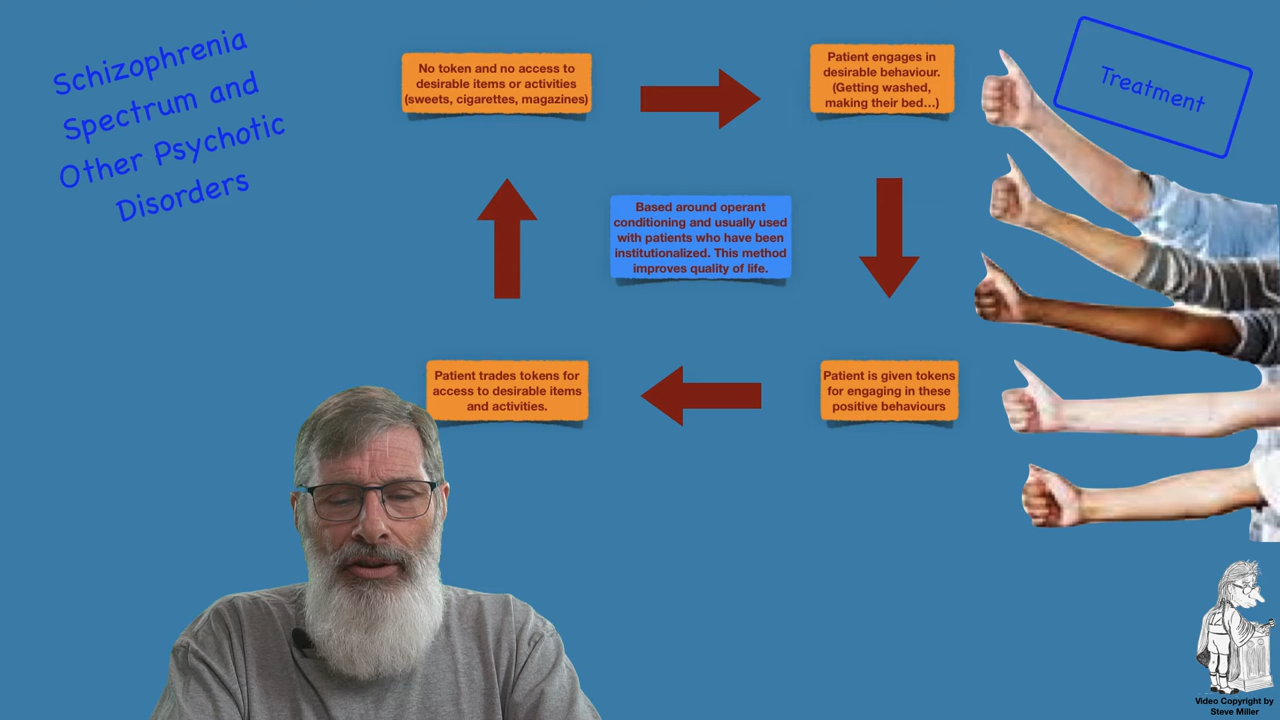 Schizophrenia
Spectrum and
Other Psychotic
Disorders
No token and no access to
desirable items or activities
(sweets, cigarettes, magazines)
Patient engages in
desirable behaviour.
(Getting washed,
making their bed...)
Treatment
Based around operant
conditioning and usually used
with patients who have been
institutionalized. This method
improves quality of life.
Patient trades tokens for
access to desirable items
and activities.
Patient is given tokens
for engaging in these
positive behaviours
Video Copyright by
Steve Miller